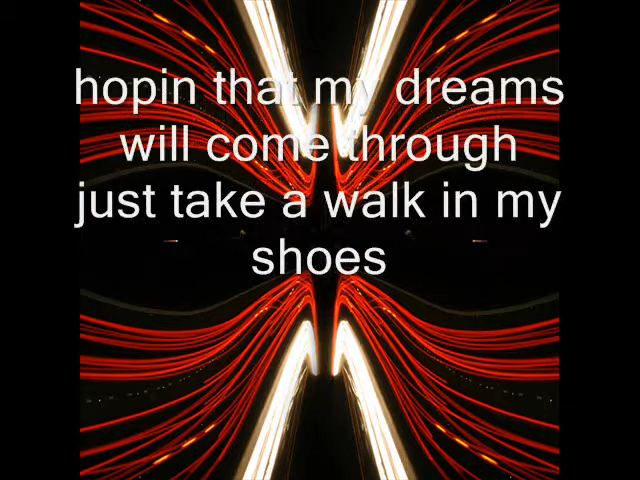 hopin that my dreams
will come through
just take a walk in my
shoes